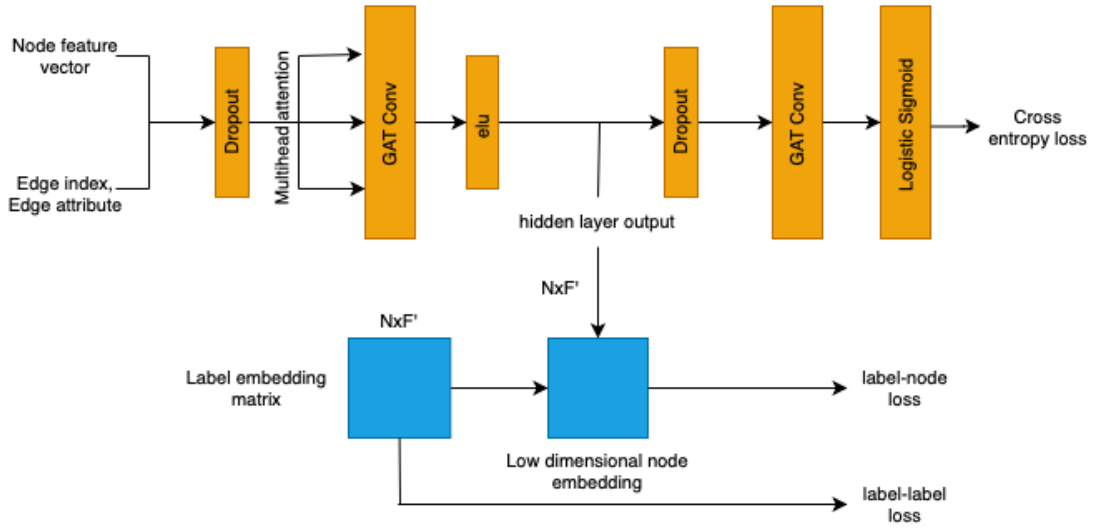 Node feature
vector
Edge index,
Edge attribute
Dropout
Multihead attention
GAT Conv
elu
Dropout
GAT Conv
Logistic Sigmoid
Cross
entropy loss
hidden layer output
NxF'
NxF'
Label embedding
matrix
Low dimensional node
embedding
label-node
loss
label-label
loss